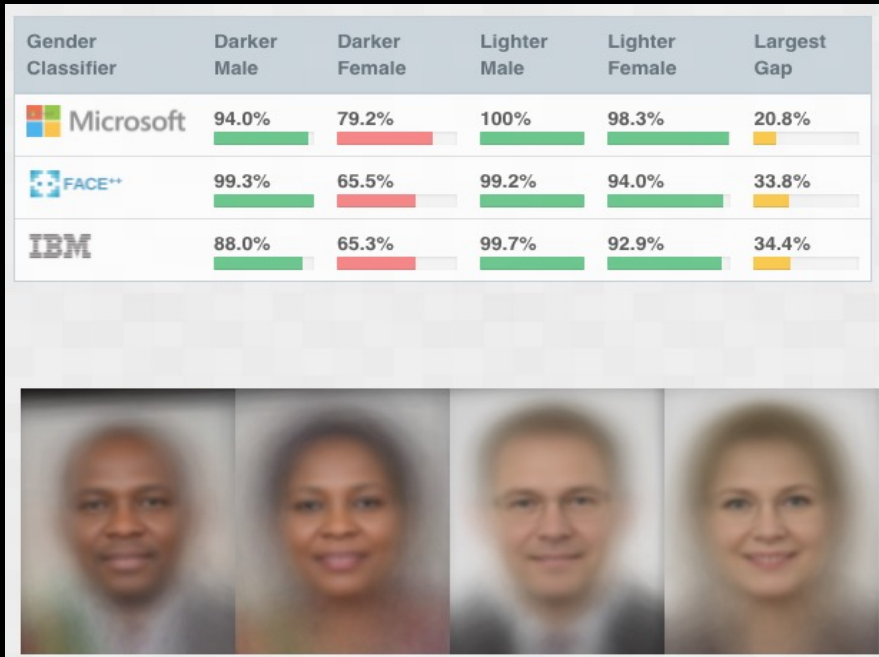 Gender Classifier Darker Male Darker Female Lighter Male Lighter Female Largest Gap
Microsoft 94.0% 79.2% 100% 98.3% 20.8%
FACE++ 99.3% 65.5% 99.2% 94.0% 33.8%
IBM 88.0% 65.3% 99.7% 92.9% 34.4%